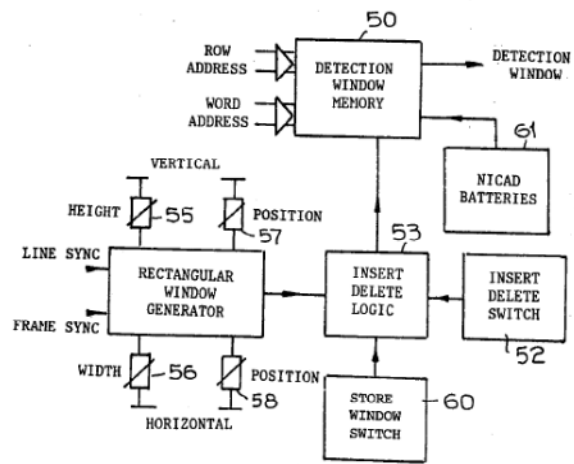 50
ROW
ADDRESS
DETECTION
WINDOW
MEMORY
DETECTION
WINDOW
WORD
ADDRESS
61
NICAD
BATTERIES
VERTICAL
HEIGHT
55
POSITION
57
53
LINE SYNC
RECTANGULAR
WINDOW
GENERATOR
INSERT
DELETE
LOGIC
INSERT
DELETE
SWITCH
52
FRAME SYNC
WIDTH
56
POSITION
58
HORIZONTAL
STORE
WINDOW
SWITCH
60